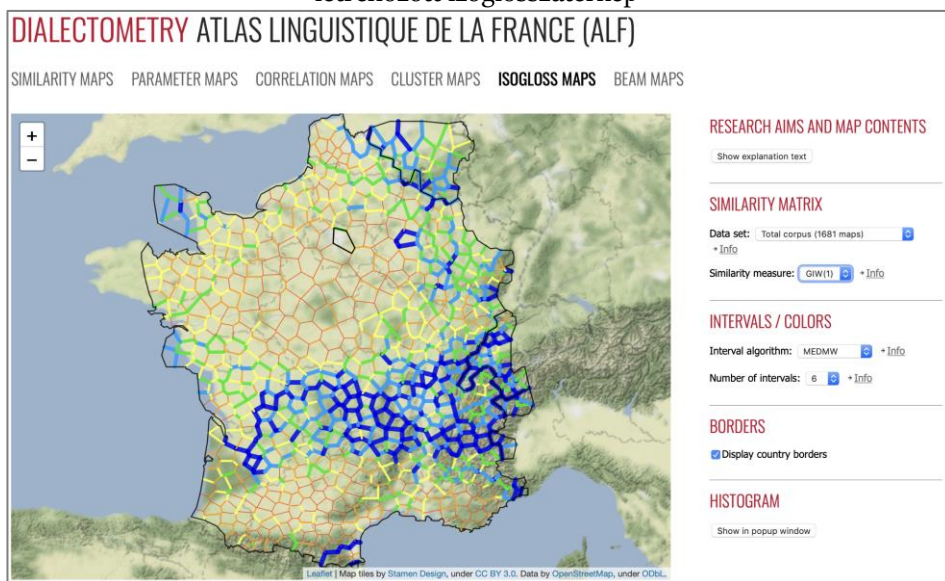 létrehozott izoglosszatérkép
DIALECTOMETRY ATLAS LINGUISTIQUE DE LA FRANCE (ALF)
SIMILARITY MAPS PARAMETER MAPS CORRELATION MAPS CLUSTER MAPS ISOGLOSS MAPS BEAM MAPS
+
−
RESEARCH AIMS AND MAP CONTENTS
Show explanation text
SIMILARITY MATRIX
Data set: Total corpus (1681 maps)
+ Info
Similarity measure: GIW(1) + Info
INTERVALS / COLORS
Interval algorithm: MEDMW + Info
Number of intervals: 6 + Info
BORDERS
Display country borders
HISTOGRAM
Show in popup window
Leaflet | Map tiles by Stamen Design, under CC BY 3.0. Data by OpenStreetMap, under ODbL.